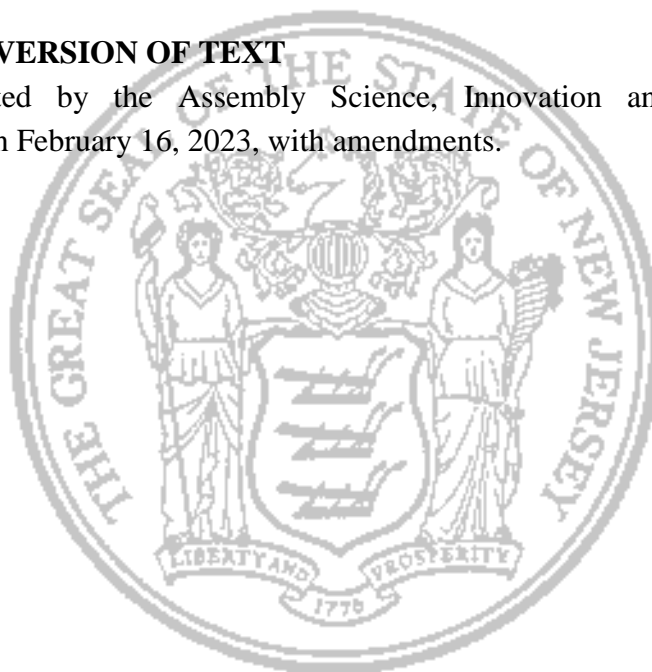 VERSION OF TEXT
ted by the Assembly Science, Innovation an
n February 16, 2023, with amendments.
THE GREAT SEAL OF THE STATE OF NEW JERSEY
LIBERTY AND PROSPERITY
1776